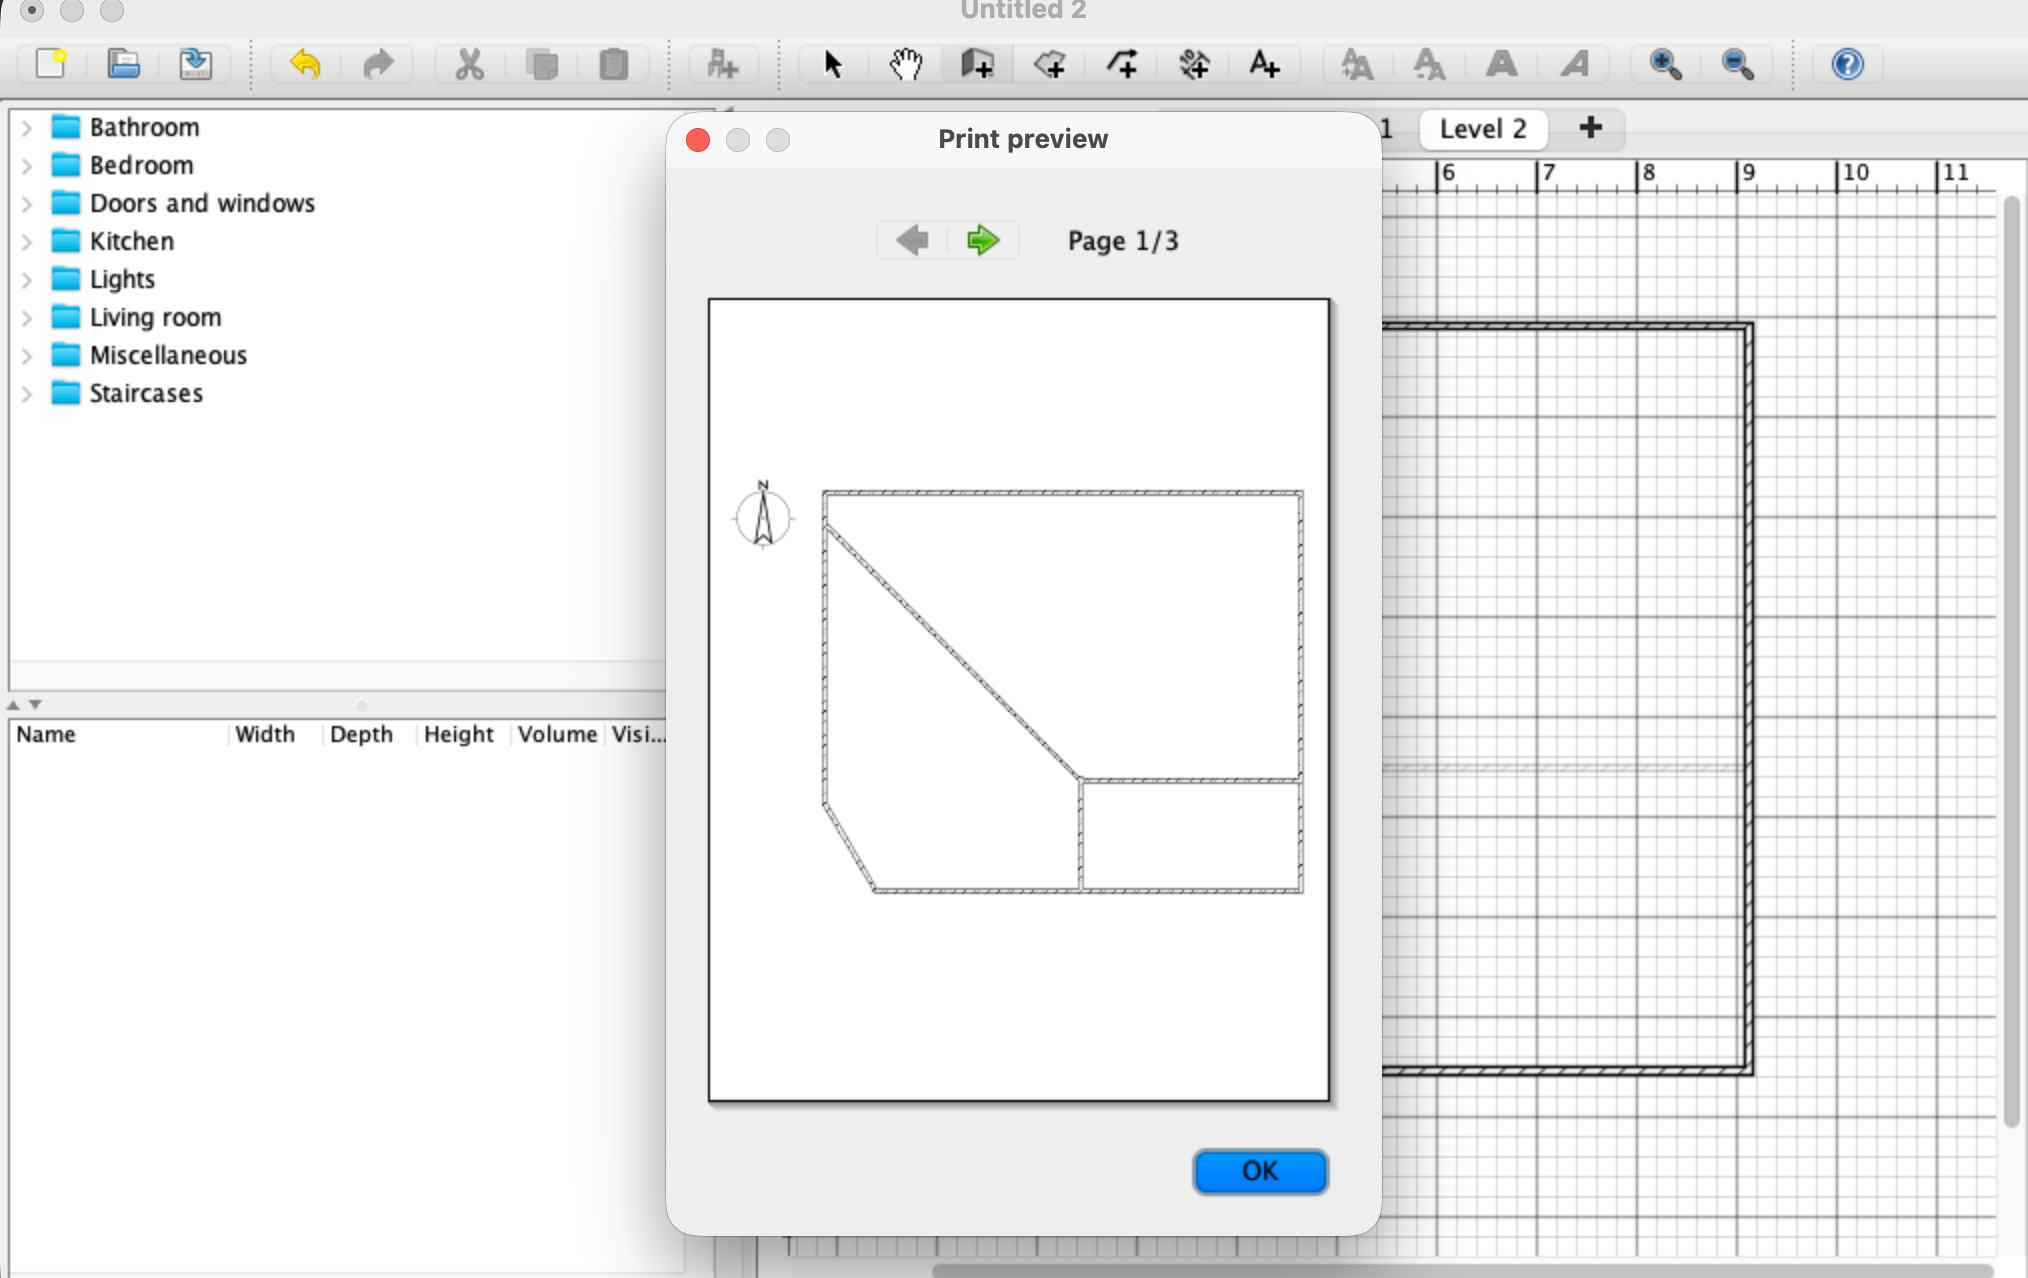 Untitled 2
Bathroom
Bedroom
Doors and windows
Kitchen
Lights
Living room
Miscellaneous
Staircases
Name Width Depth Height Volume Visi...
Print preview
Page 1/3
N
OK
1 Level 2
6 7 8 9 10 11